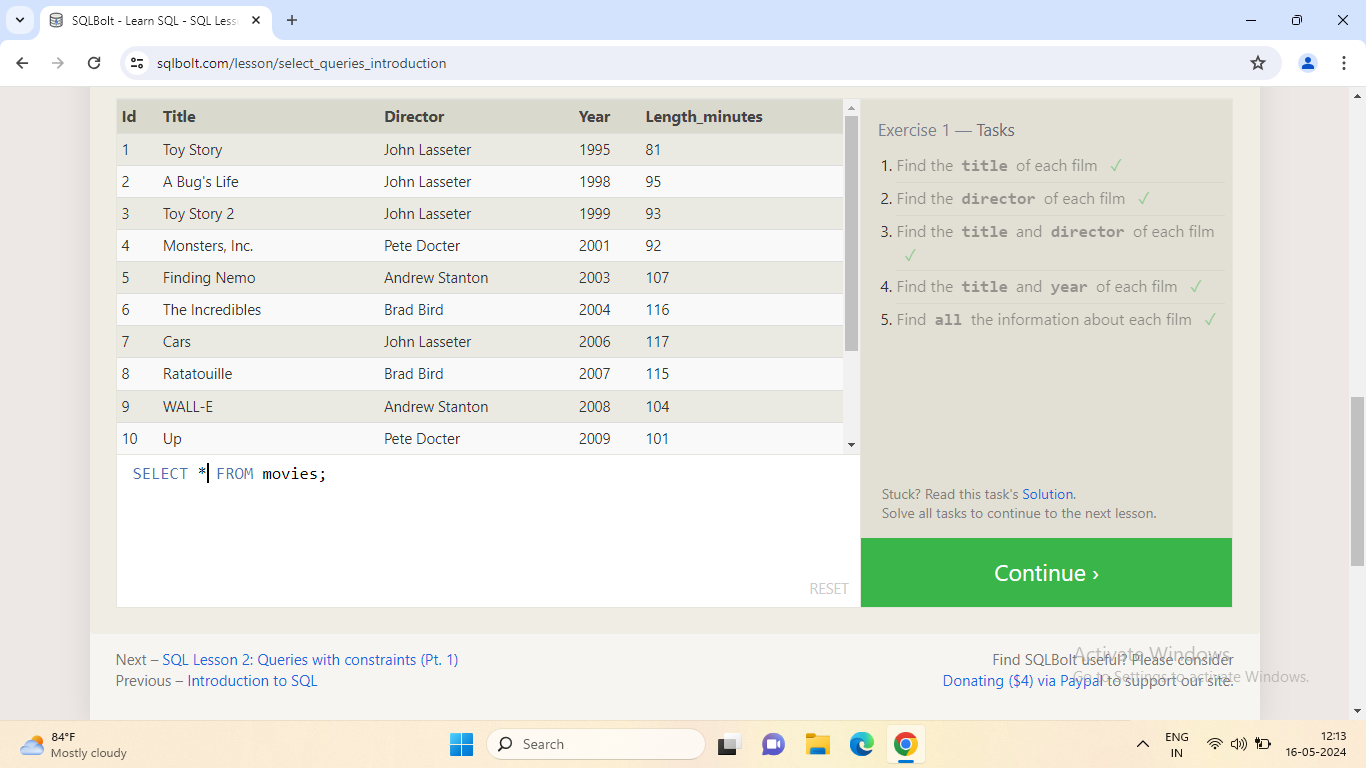 SQLBolt - Learn SQL - SQL Less
sqlbolt.com/lesson/select_queries_introduction
Id Title Director Year Length_minutes
1 Toy Story John Lasseter 1995 81
2 A Bug's Life John Lasseter 1998 95
3 Toy Story 2 John Lasseter 1999 93
4 Monsters, Inc. Pete Docter 2001 92
5 Finding Nemo Andrew Stanton 2003 107
6 The Incredibles Brad Bird 2004 116
7 Cars John Lasseter 2006 117
8 Ratatouille Brad Bird 2007 115
9 WALL-E Andrew Stanton 2008 104
10 Up Pete Docter 2009 101
SELECT * FROM movies;
RESET
Exercise 1 — Tasks
1. Find the title of each film ✓
2. Find the director of each film ✓
3. Find the title and director of each film
✓
4. Find the title and year of each film ✓
5. Find all the information about each film ✓
Stuck? Read this task's Solution.
Solve all tasks to continue to the next lesson.
Continue ›
Next – SQL Lesson 2: Queries with constraints (Pt. 1)
Previous – Introduction to SQL
Find SQLBolt useful? Please consider
Donating ($4) via Paypal to support our site.
Activate Windows
Go to Settings to activate Windows.
84°F
Mostly cloudy
Search
ENG
IN
12:13
16-05-2024